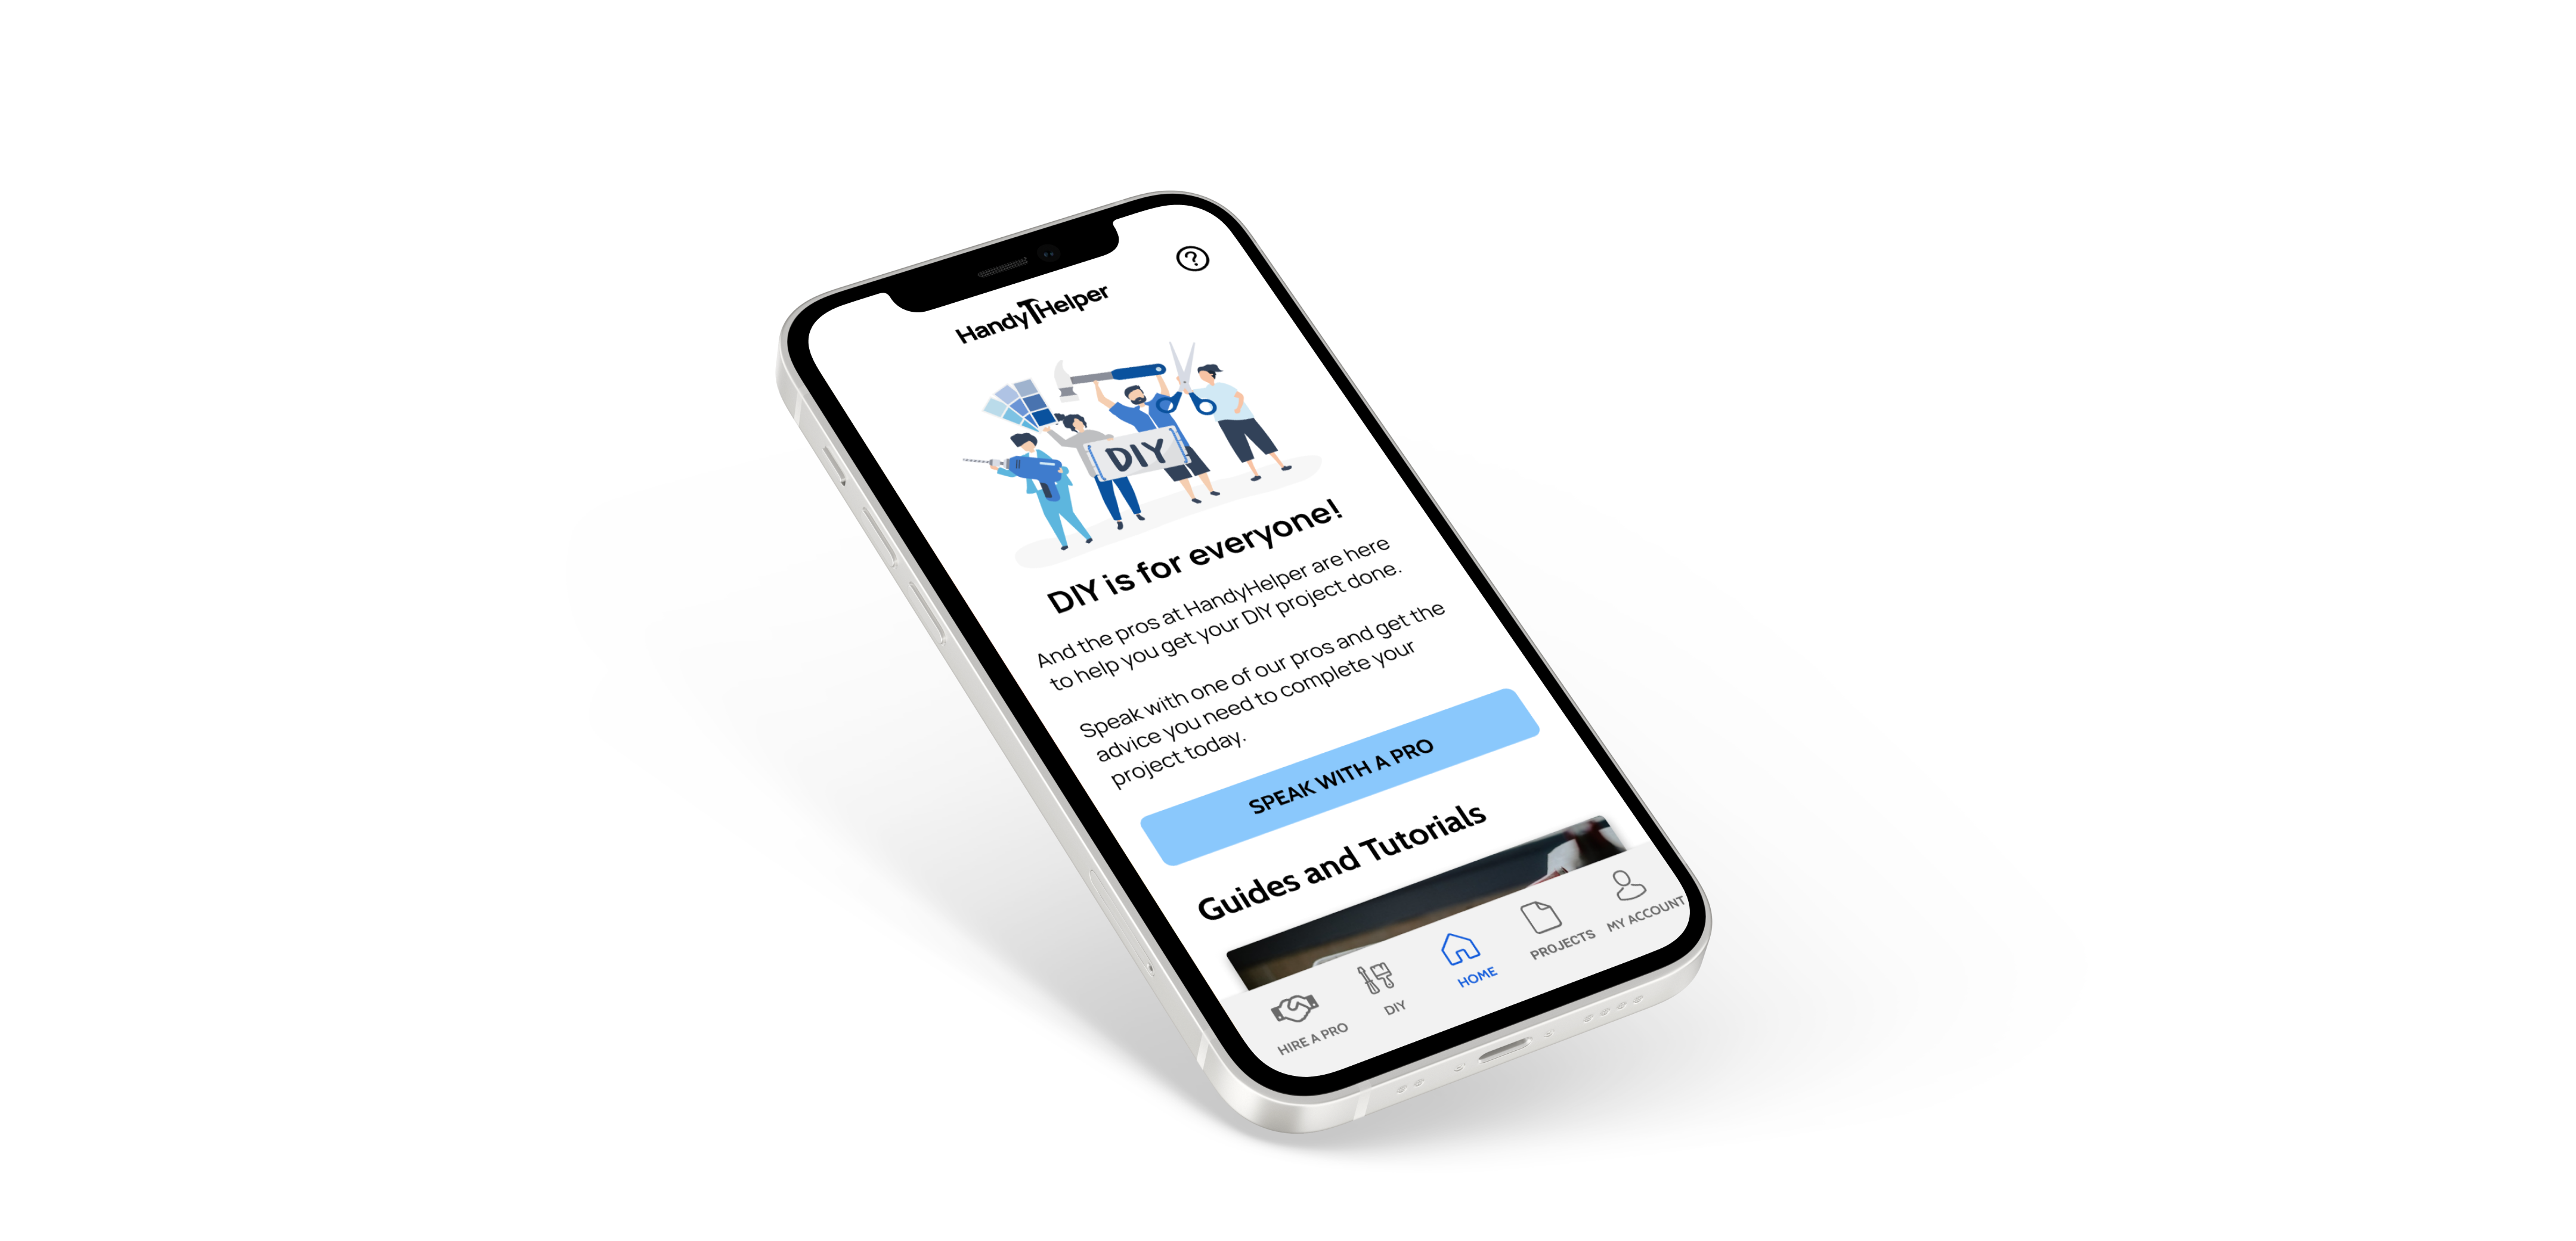 HandyHelper
DIY
DIY is for everyone!
And the pros at HandyHelper are here
to help you get your DIY project done.
Speak with one of our pros and get the
advice you need to complete your
project today.
SPEAK WITH A PRO
Guides and Tutorials
HIRE A PRO
DIY
HOME
PROJECTS
MY ACCOUNT